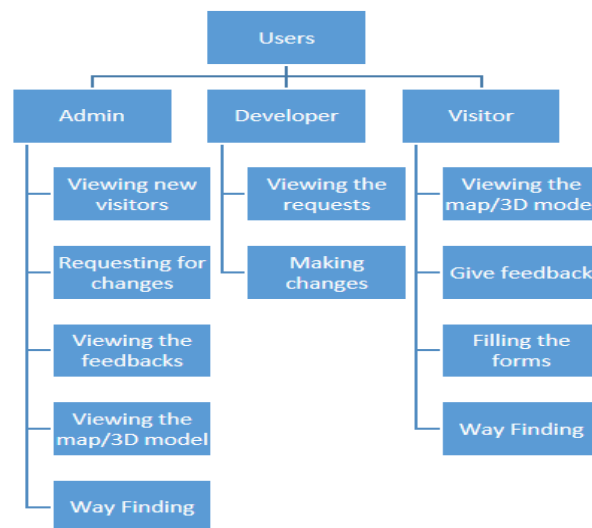 Users
Admin
Developer
Visitor
Viewing new
visitors
Requesting for
changes
Viewing the
feedbacks
Viewing the
map/3D model
Way Finding
Viewing the
requests
Making
changes
Viewing the
map/3D model
Give feedback
Filling the
forms
Way Finding